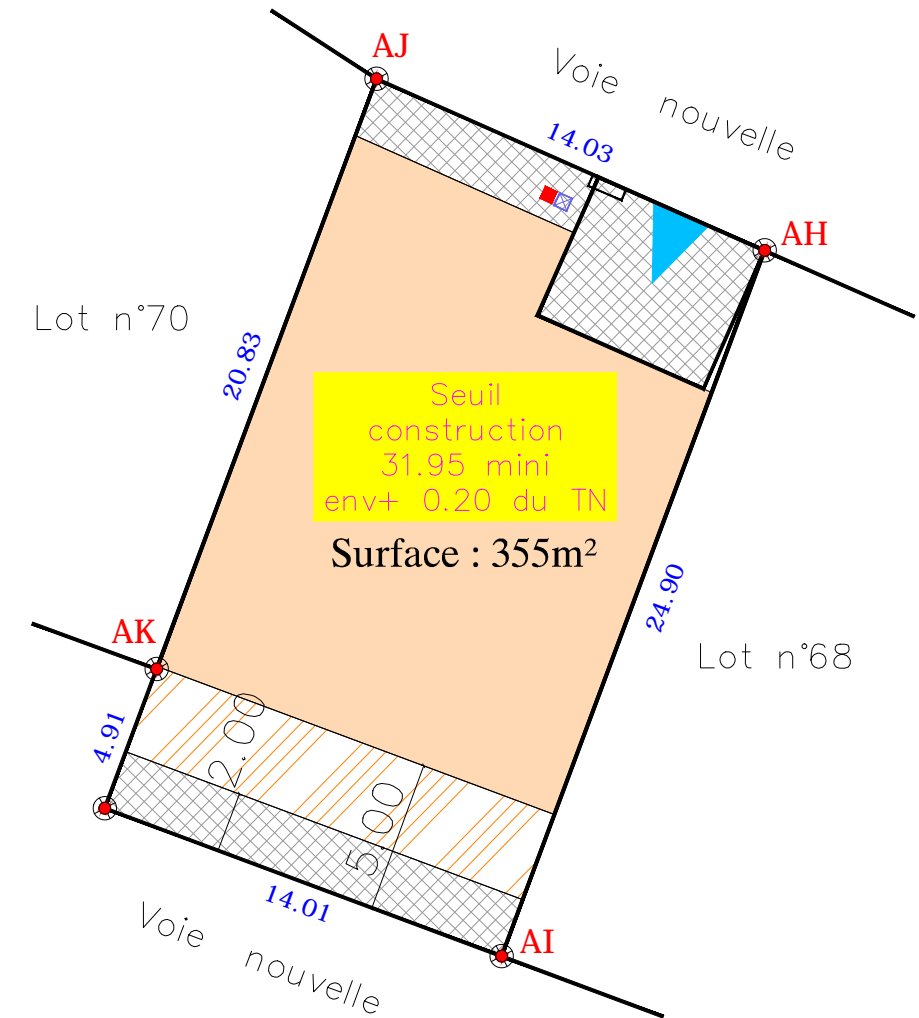 AJ
Voie nouvelle
14.03
AH
Lot n°70
20.83
Seuil
construction
31.95 mini
env+ 0.20 du TN
Surface : 355m²
24.90
AK
Lot n°68
4.91
2.00
5.00
14.01
AI
Voie nouvelle